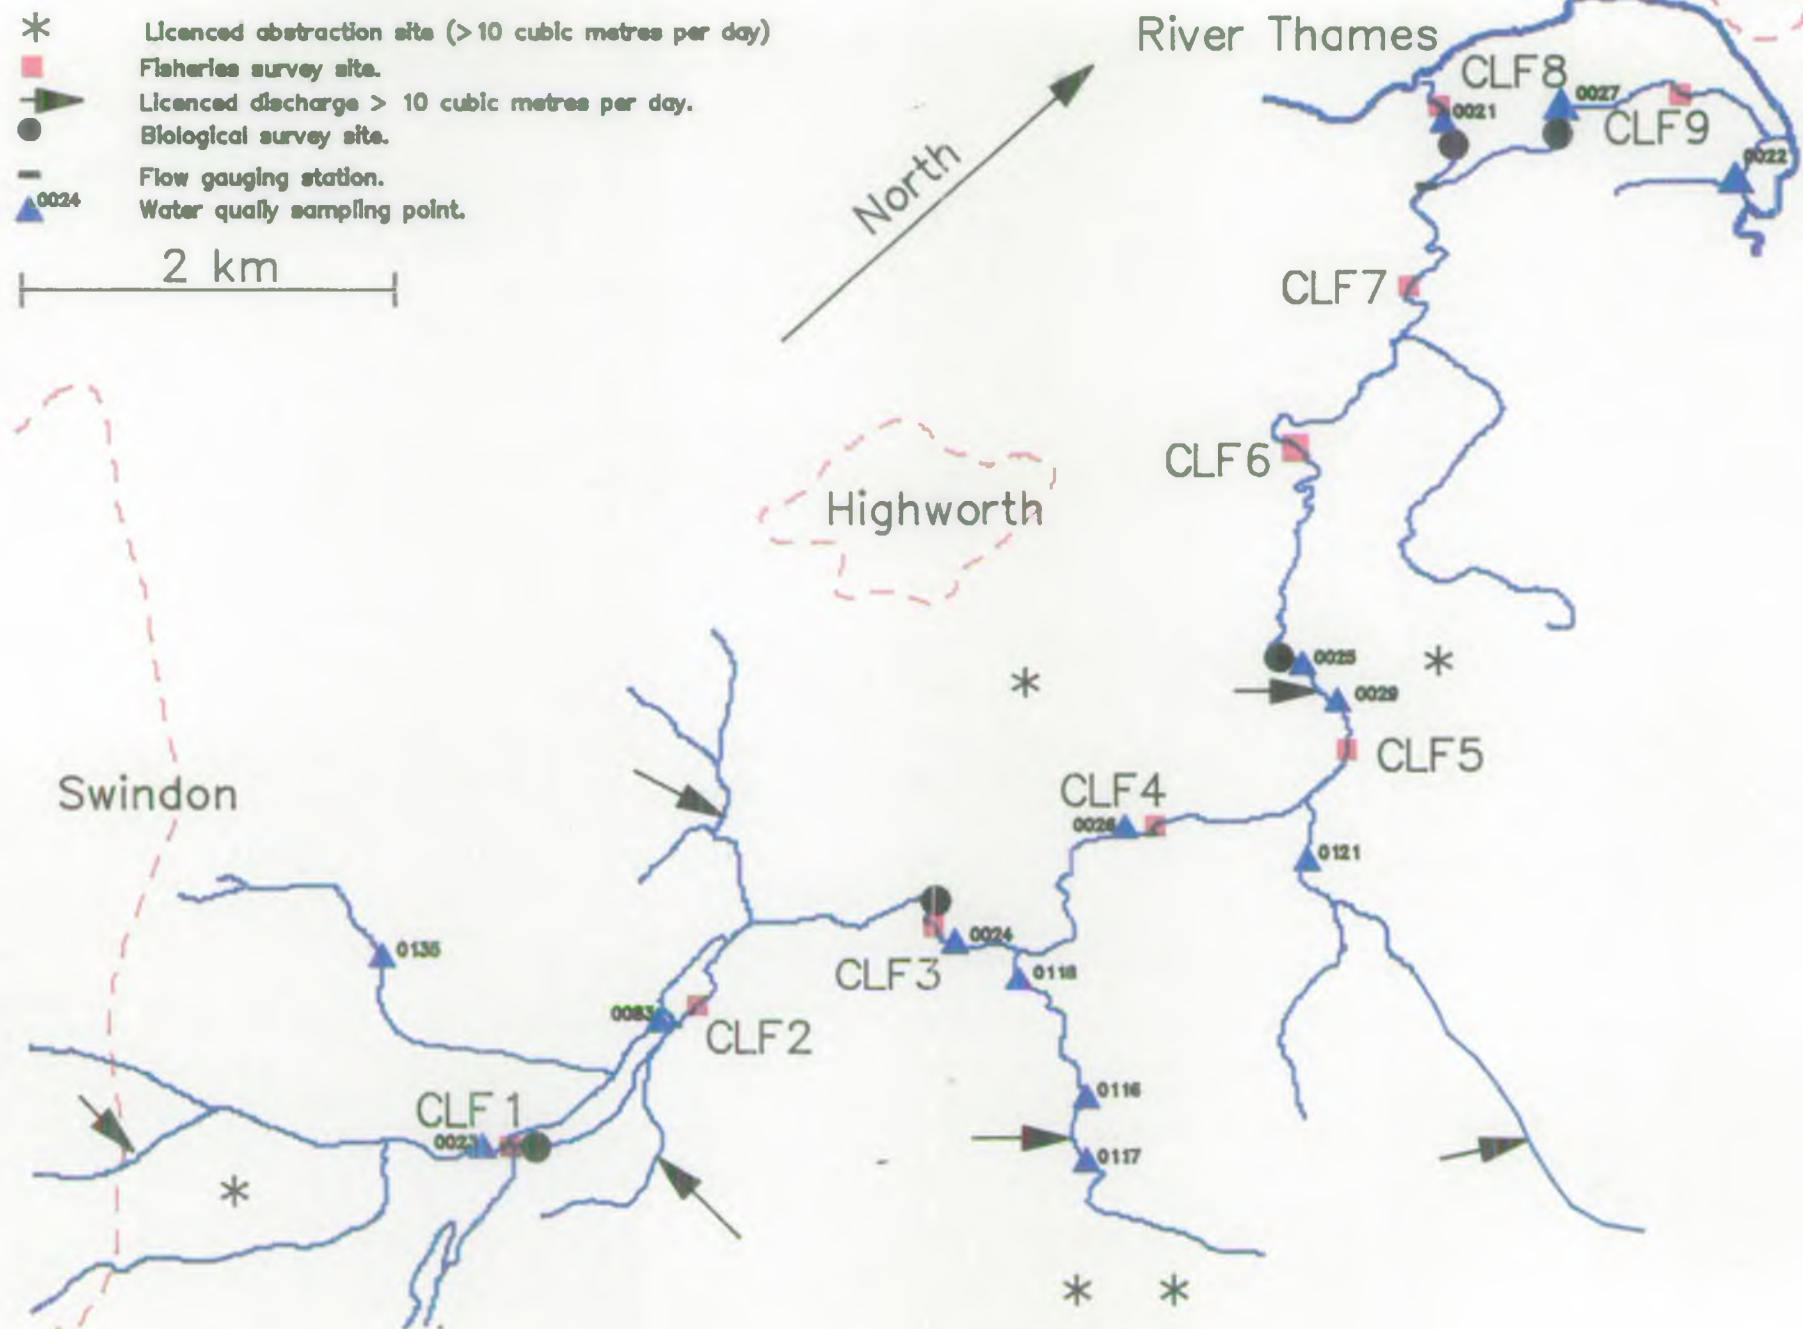 Licenced abstraction site (>10 cubic metres per day)
Fisheries survey site.
Licenced discharge > 10 cubic metres per day.
Biological survey site.
Flow gauging station.
0024
Water qually sampling point.
2 km
North
River Thames
CLF8
0027
0021
CLF9
0022
CLF7
CLF6
Highworth
0025
0029
CLF5
Swindon
CLF4
0026
0121
0135
CLF3
0024
0118
0083
CLF2
CLF1
0023
0116
0117